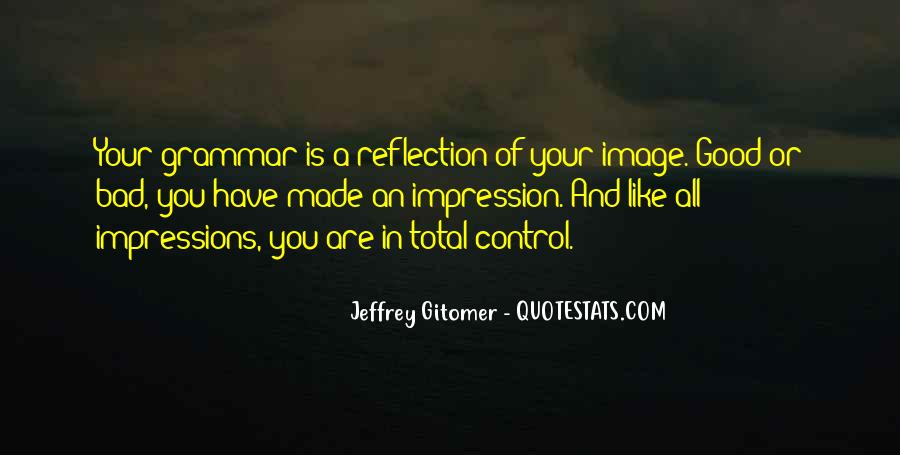 Your grammar is a reflection of your image. Good or
bad, you have made an impression. And like all
impressions, you are in total control.
Jeffrey Gitomer - QUOTESTATS.COM